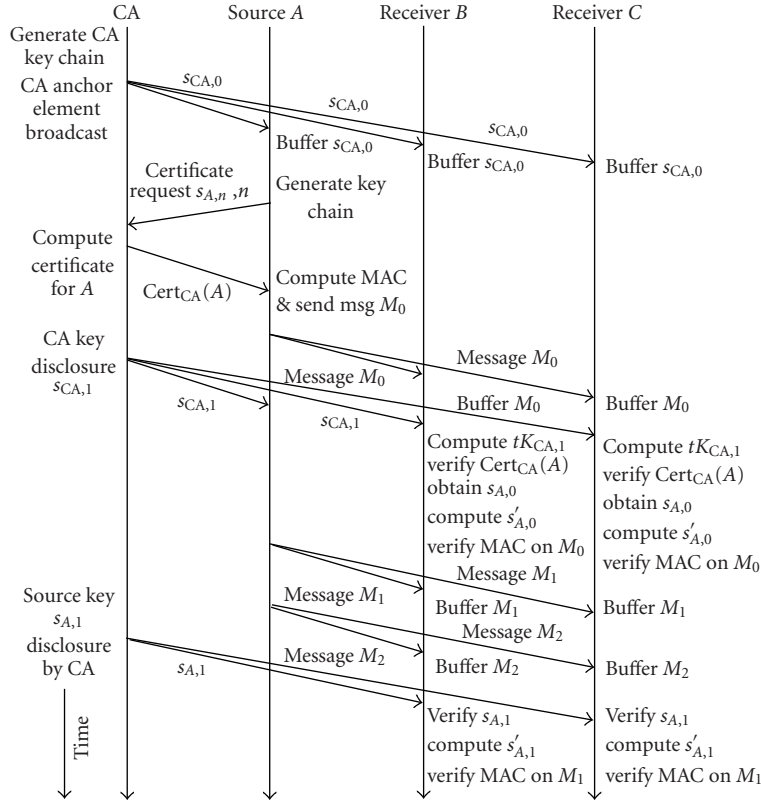 CA
Source A
Receiver B
Receiver C
Generate CA
key chain
CA anchor
element
broadcast
s_CA,0
s_CA,0
s_CA,0
Buffer s_CA,0
Buffer s_CA,0
Buffer s_CA,0
Certificate
request s_A,n ,n
Generate key
chain
Compute
certificate
for A
Cert_CA(A)
Compute MAC
& send msg M_0
CA key
disclosure
s_CA,1
Message M_0
Message M_0
s_CA,1
s_CA,1
Buffer M_0
Buffer M_0
Compute tK_CA,1
verify Cert_CA(A)
obtain s_A,0
compute s′_A,0
verify MAC on M_0
Compute tK_CA,1
verify Cert_CA(A)
obtain s_A,0
compute s′_A,0
verify MAC on M_0
Message M_1
Source key
s_A,1
disclosure
by CA
Message M_1
Buffer M_1
Buffer M_1
Message M_2
Message M_2
s_A,1
Buffer M_2
Buffer M_2
Time
Verify s_A,1
compute s′_A,1
verify MAC on M_1
Verify s_A,1
compute s′_A,1
verify MAC on M_1